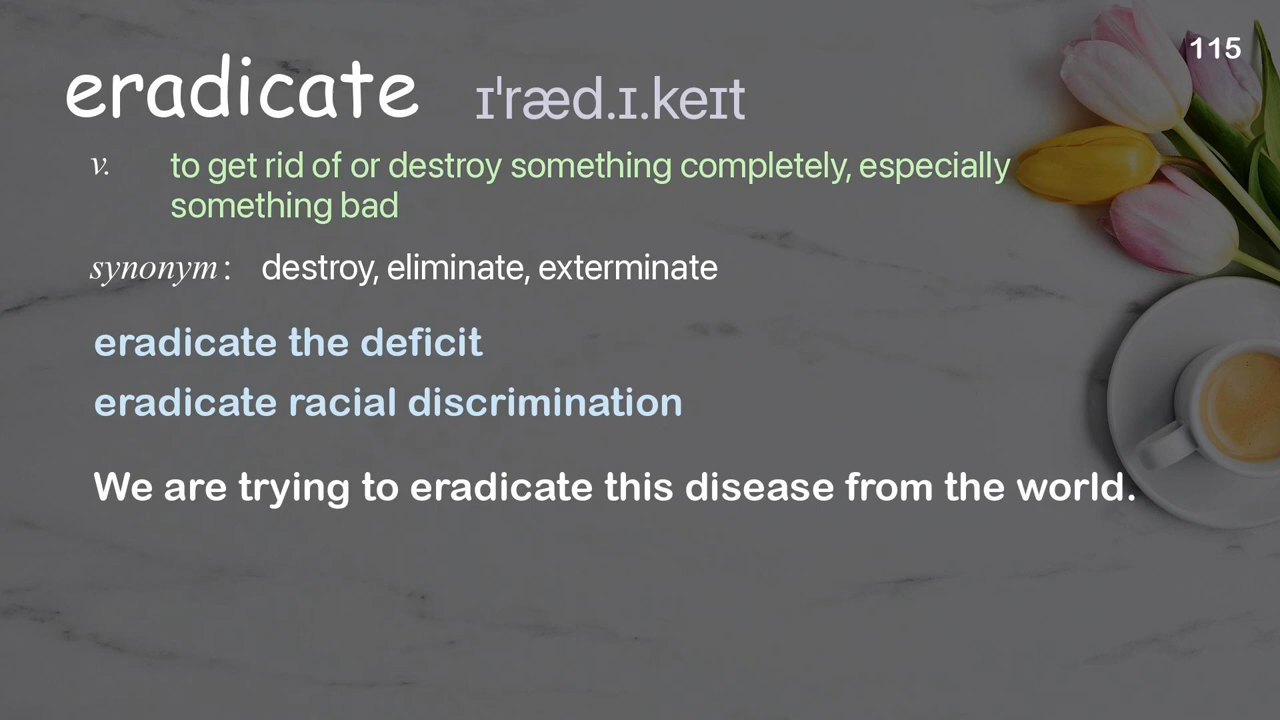 115
eradicate ɪˈræd.ɪ.keɪt
v. to get rid of or destroy something completely, especially
something bad
synonym : destroy, eliminate, exterminate
eradicate the deficit
eradicate racial discrimination
We are trying to eradicate this disease from the world.